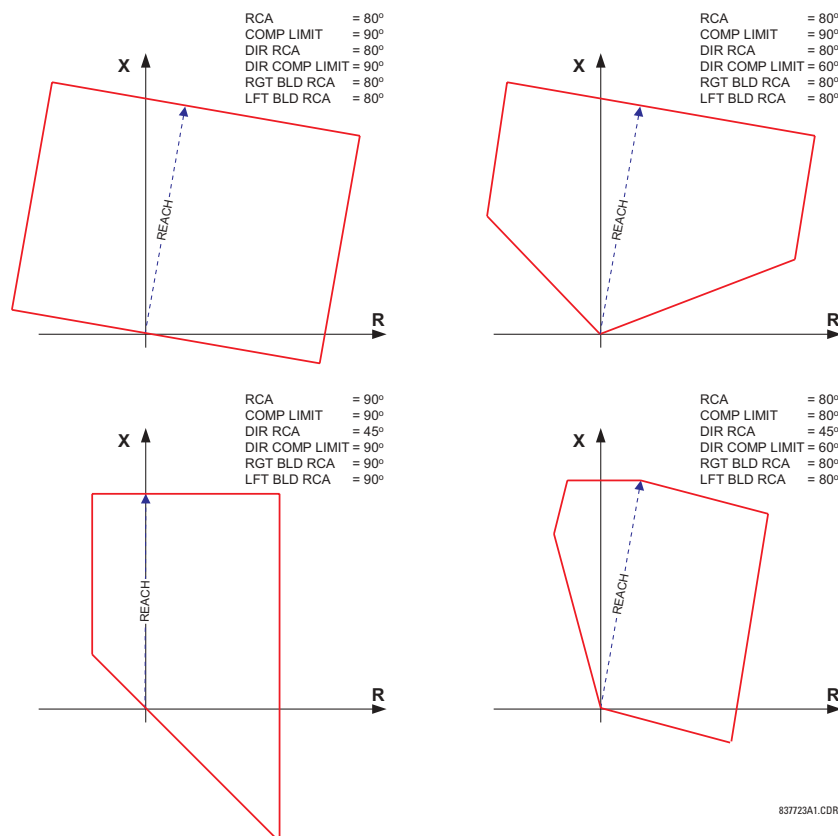 RCA = 80º
COMP LIMIT = 90º
DIR RCA = 80º
DIR COMP LIMIT = 90º
RGT BLD RCA = 80º
LFT BLD RCA = 80º
X
REACH
R
RCA = 80º
COMP LIMIT = 90º
DIR RCA = 80º
DIR COMP LIMIT = 60º
RGT BLD RCA = 80º
LFT BLD RCA = 80º
X
REACH
R
RCA = 90º
COMP LIMIT = 90º
DIR RCA = 45º
DIR COMP LIMIT = 90º
RGT BLD RCA = 90º
LFT BLD RCA = 90º
X
REACH
R
RCA = 80º
COMP LIMIT = 80º
DIR RCA = 45º
DIR COMP LIMIT = 60º
RGT BLD RCA = 80º
LFT BLD RCA = 80º
X
REACH
R
837723A1.CDR